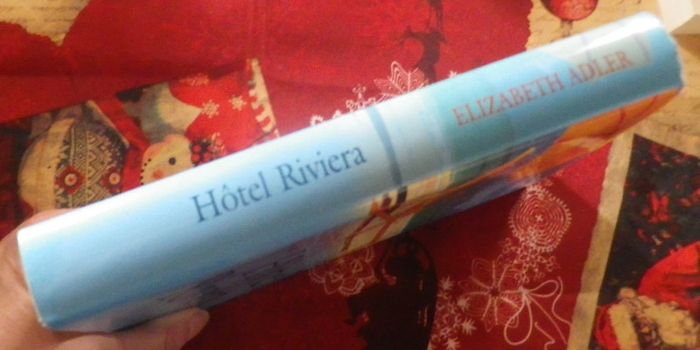 Hôtel Riviera
ELIZABETH ADLER